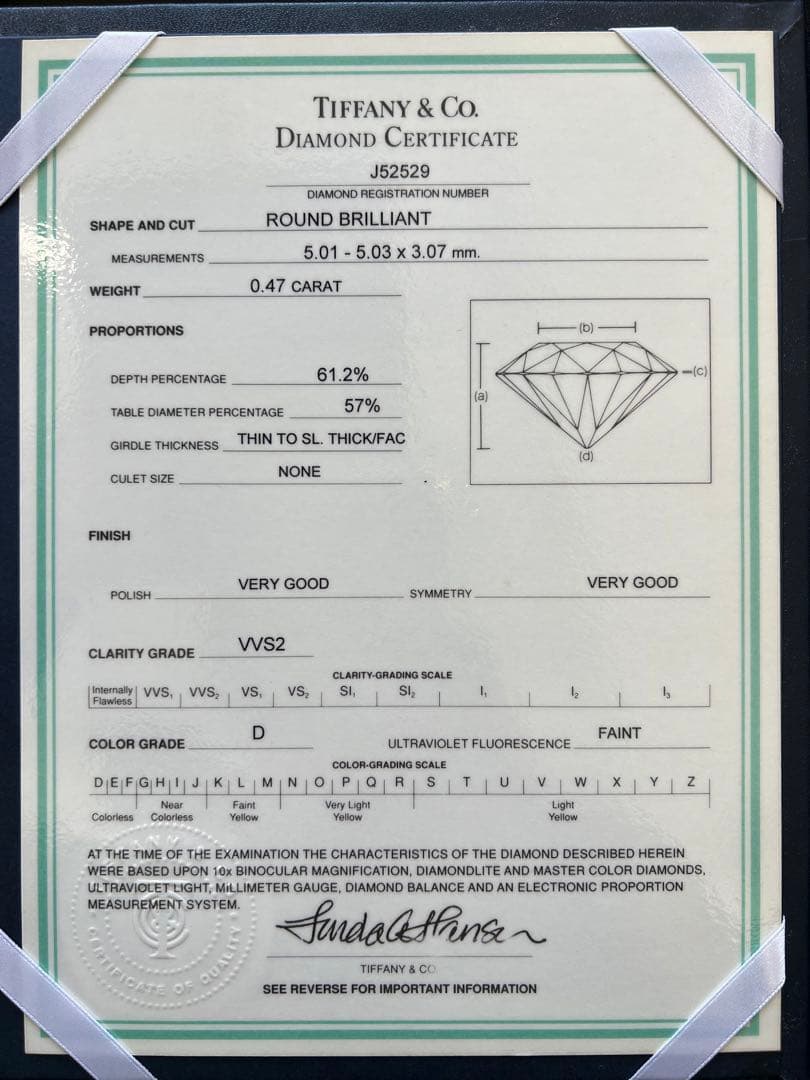 TIFFANY & CO.
DIAMOND CERTIFICATE
J52529
DIAMOND REGISTRATION NUMBER
SHAPE AND CUT ROUND BRILLIANT
MEASUREMENTS 5.01 - 5.03 x 3.07 mm.
WEIGHT 0.47 CARAT
PROPORTIONS
(b)
(c)
(a)
(d)
DEPTH PERCENTAGE 61.2%
TABLE DIAMETER PERCENTAGE 57%
GIRDLE THICKNESS THIN TO SL. THICK/FAC
CULET SIZE NONE
FINISH
POLISH VERY GOOD SYMMETRY VERY GOOD
CLARITY GRADE VVS2
CLARITY-GRADING SCALE
Internally Flawless VVS₁ VVS₂ VS₁ VS₂ SI₁ SI₂ I₁ I₂ I₃
COLOR GRADE D ULTRAVIOLET FLUORESCENCE FAINT
COLOR-GRADING SCALE
D E F G H I J K L M N O P Q R S T U V W X Y Z
Colorless Near Colorless Faint Yellow Very Light Yellow Light Yellow
AT THE TIME OF THE EXAMINATION THE CHARACTERISTICS OF THE DIAMOND DESCRIBED HEREIN
WERE BASED UPON 10x BINOCULAR MAGNIFICATION, DIAMONDLITE AND MASTER COLOR DIAMONDS,
ULTRAVIOLET LIGHT, MILLIMETER GAUGE, DIAMOND BALANCE AND AN ELECTRONIC PROPORTION
MEASUREMENT SYSTEM.
CERTIFICATE OF QUALITY
TIFFANY & CO
SEE REVERSE FOR IMPORTANT INFORMATION